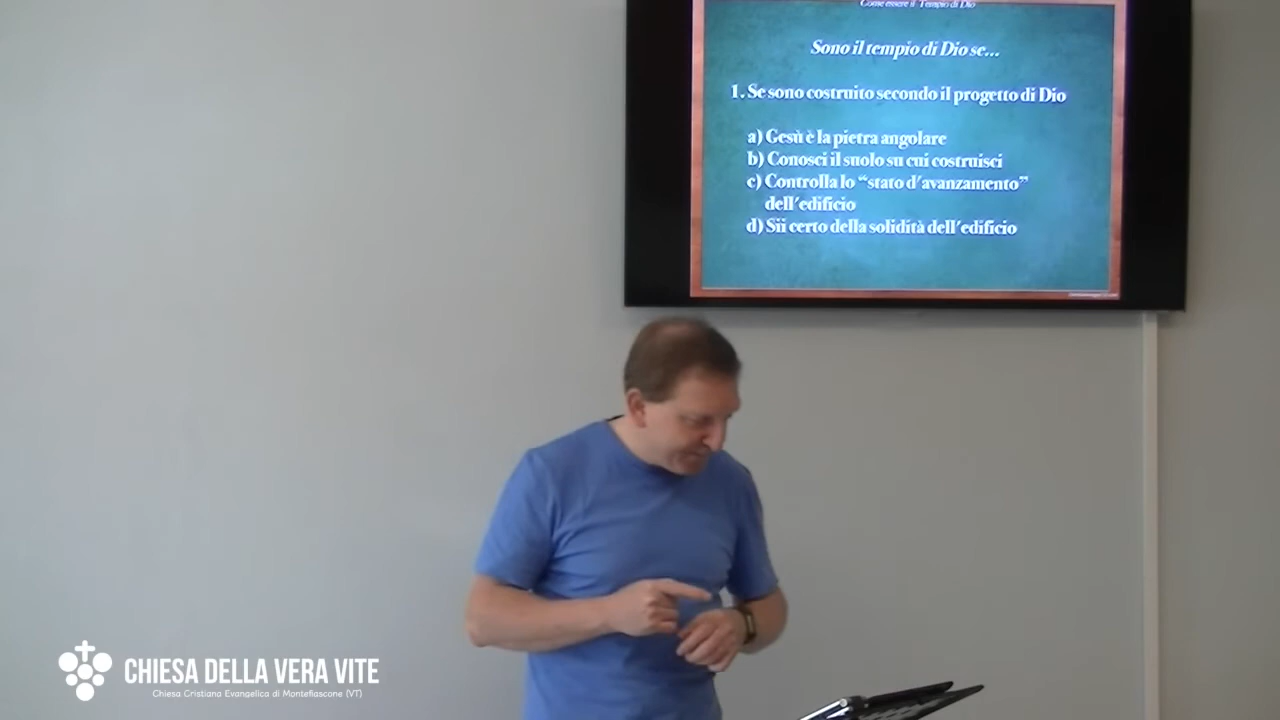 Come essere il Tempio di Dio
Sono il tempio di Dio se...
1. Se sono costruito secondo il progetto di Dio
a) Gesù è la pietra angolare
b) Conosci il suolo su cui costruisci
c) Controlla lo “stato d'avanzamento”
dell'edificio
d) Sii certo della solidità dell'edificio
CHIESA DELLA VERA VITE
Chiesa Cristiana Evangelica di Montefiascone (VT)